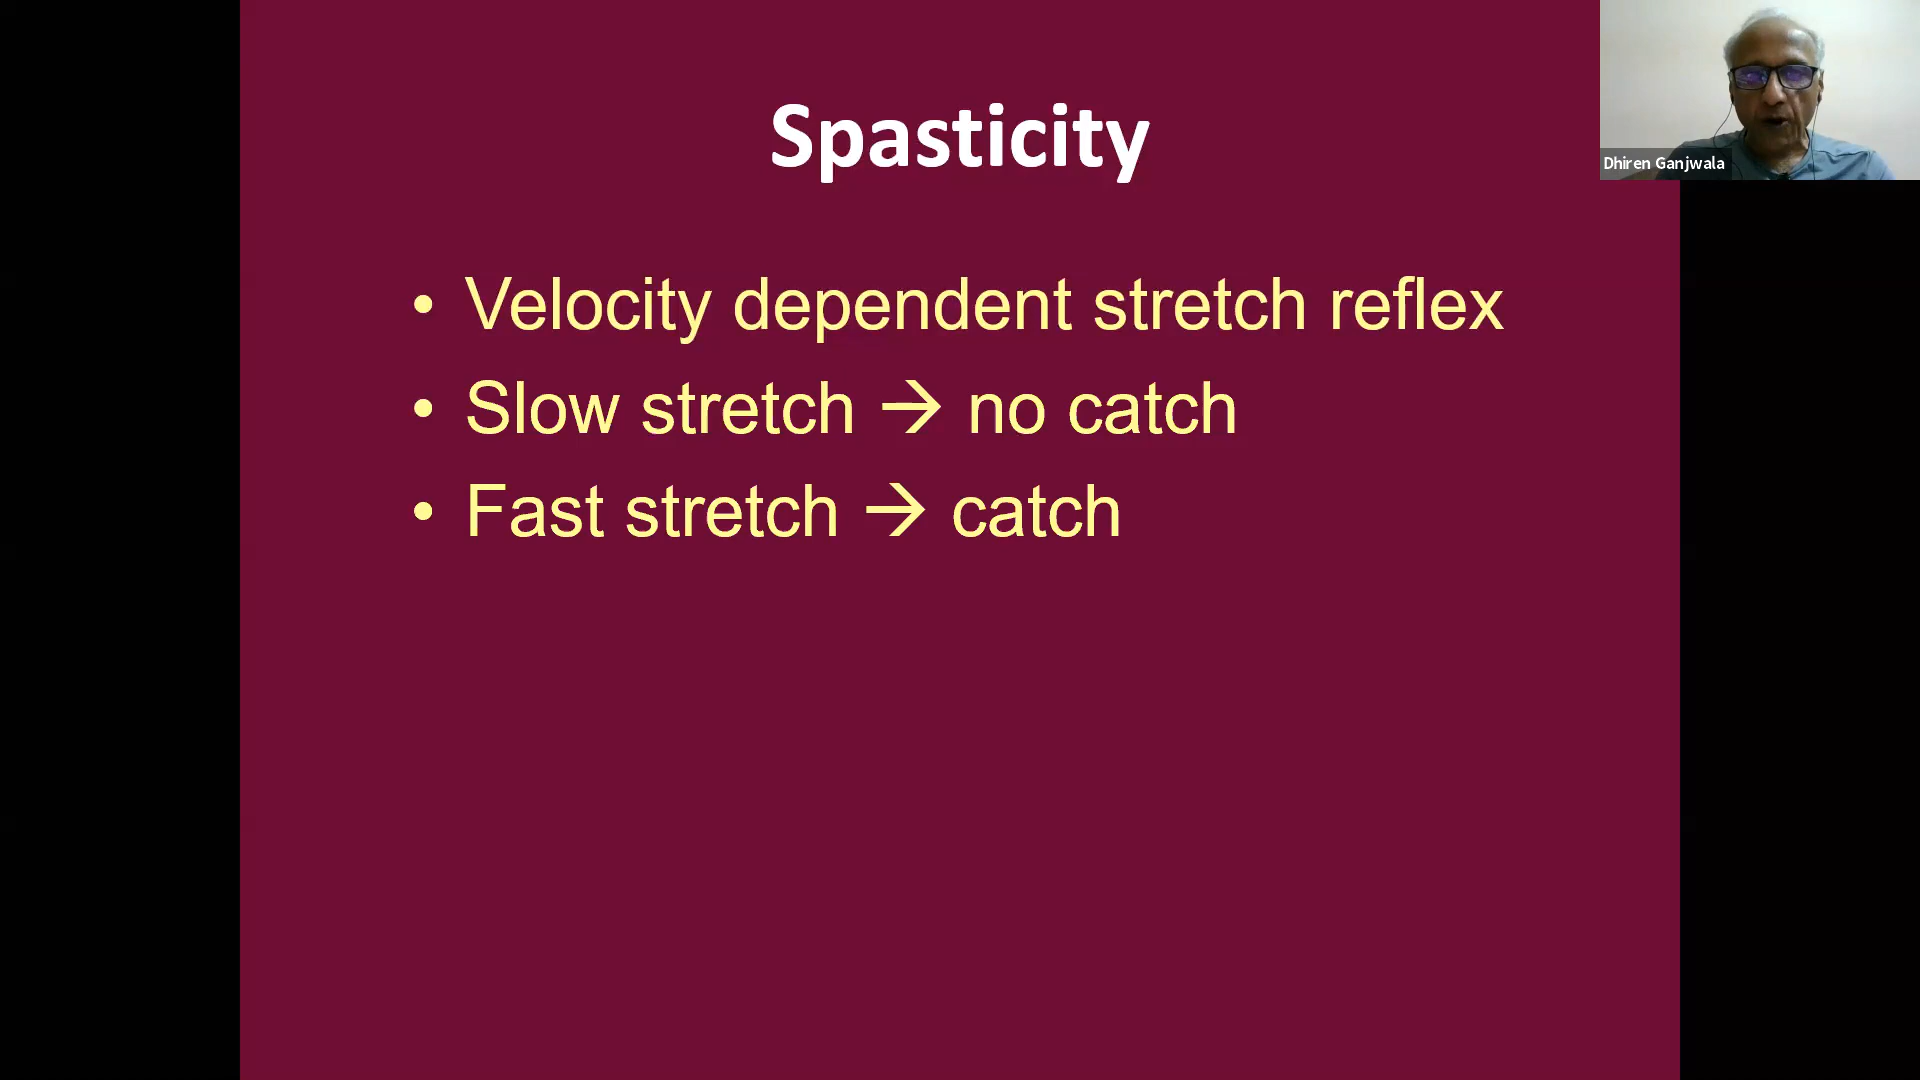 Spasticity
Dhiren Ganjwala
• Velocity dependent stretch reflex
• Slow stretch → no catch
• Fast stretch → catch